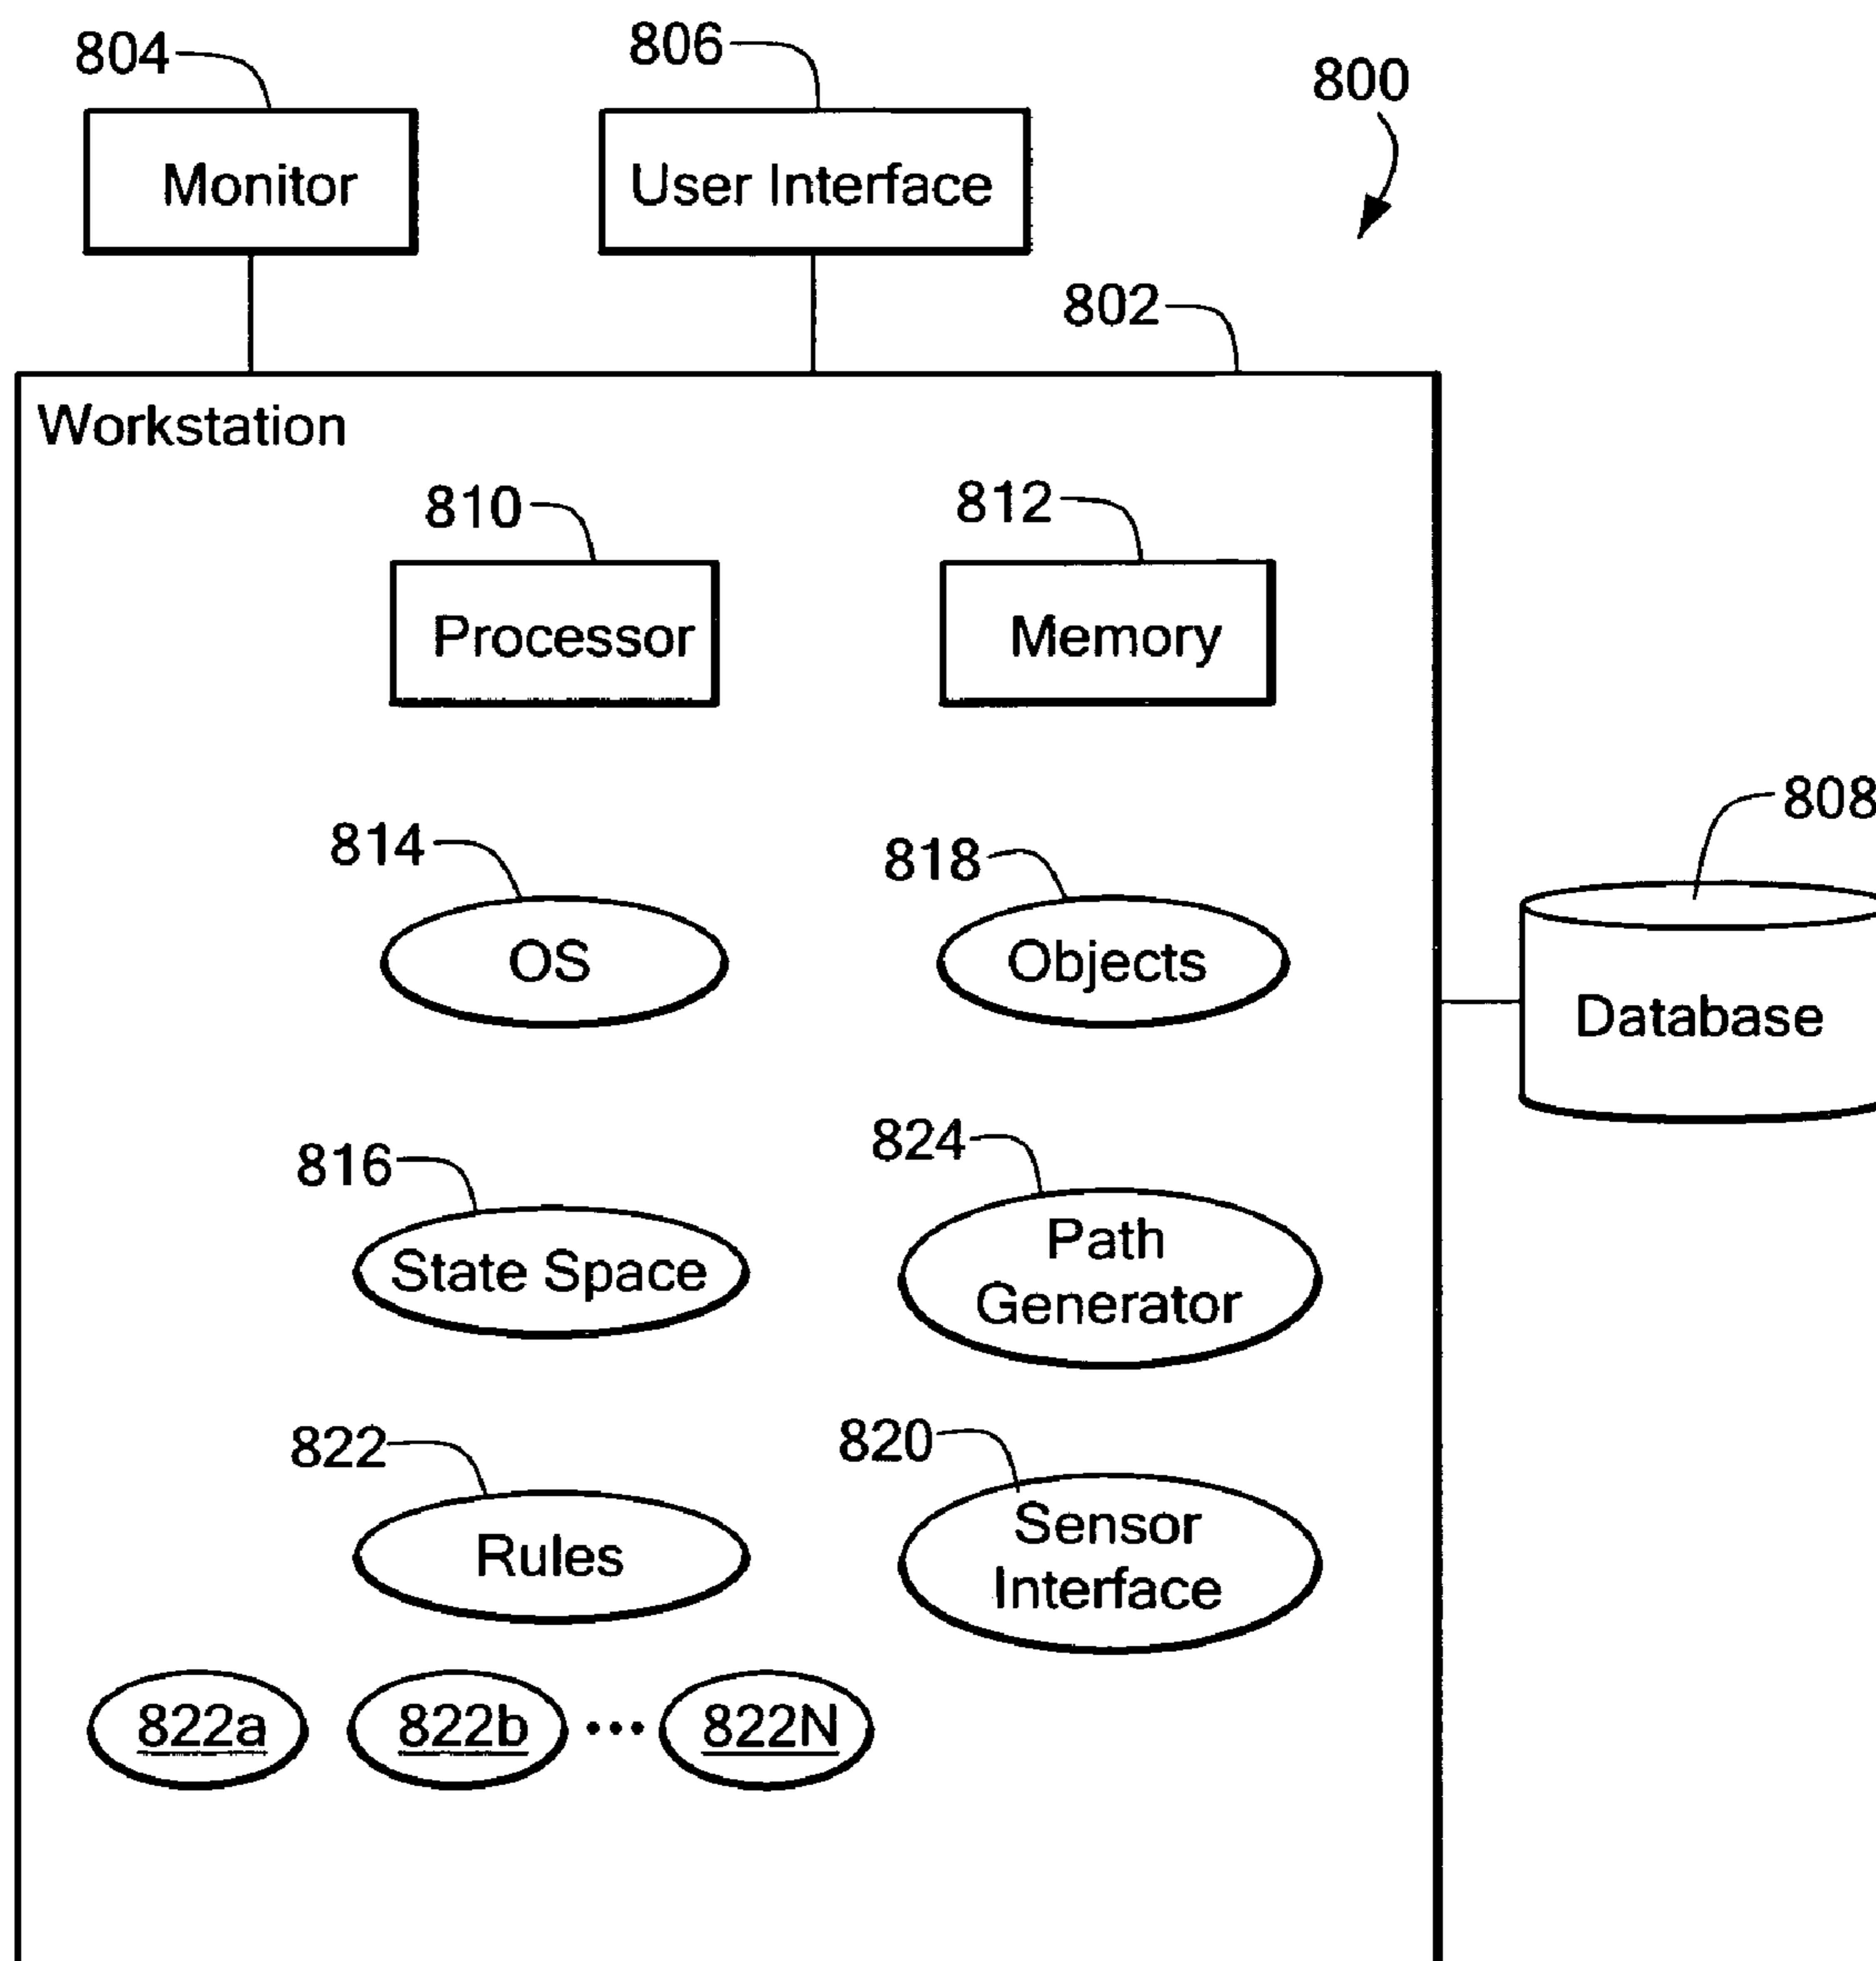 804
806
800
Monitor
User Interface
802
Workstation
810
812
Processor
Memory
808
814
818
OS
Objects
Database
816
824
State Space
Path
Generator
822
820
Rules
Sensor
Interface
822a
822b
•••
822N